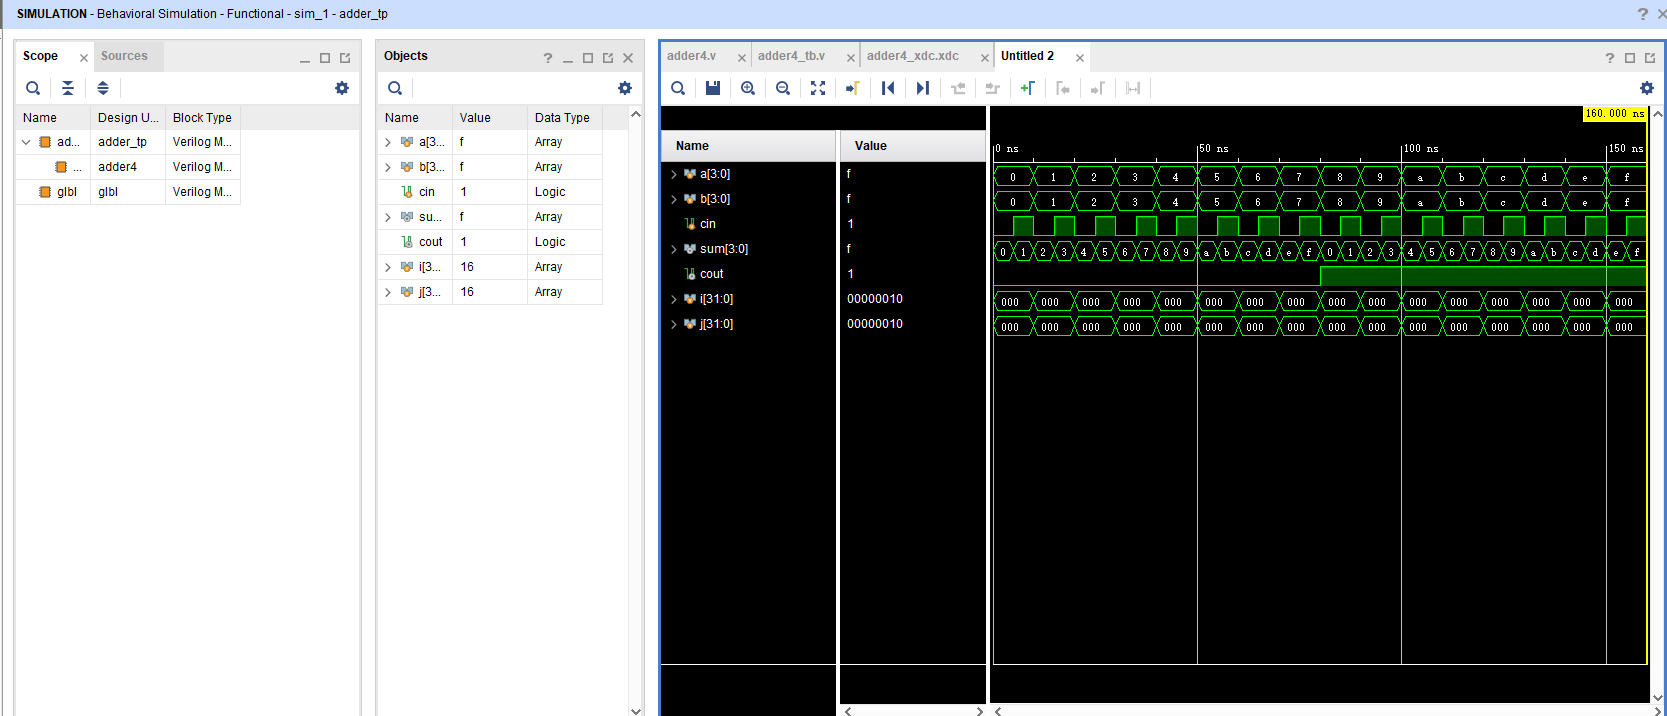 SIMULATION - Behavioral Simulation - Functional - sim_1 - adder_tp
Scope
Sources
Name Design U... Block Type
ad... adder_tp Verilog M...
... adder4 Verilog M...
glbl glbl Verilog M...
Objects
Name Value Data Type
a[3... f Array
b[3... f Array
cin 1 Logic
su... f Array
cout 1 Logic
i[3... 16 Array
j[3... 16 Array
adder4.v adder4_tb.v adder4_xdc.xdc Untitled 2
160.000 ns
Name Value
0 ns 50 ns 100 ns 150 ns
a[3:0] f 0 1 2 3 4 5 6 7 8 9 a b c d e f
b[3:0] f 0 1 2 3 4 5 6 7 8 9 a b c d e f
cin 1
sum[3:0] f 0 1 2 3 4 5 6 7 8 9 a b c d e f 0 1 2 3 4 5 6 7 8 9 a b c d e f
cout 1
i[31:0] 00000010 000 000 000 000 000 000 000 000 000 000 000 000 000 000 000 000
j[31:0] 00000010 000 000 000 000 000 000 000 000 000 000 000 000 000 000 000 000